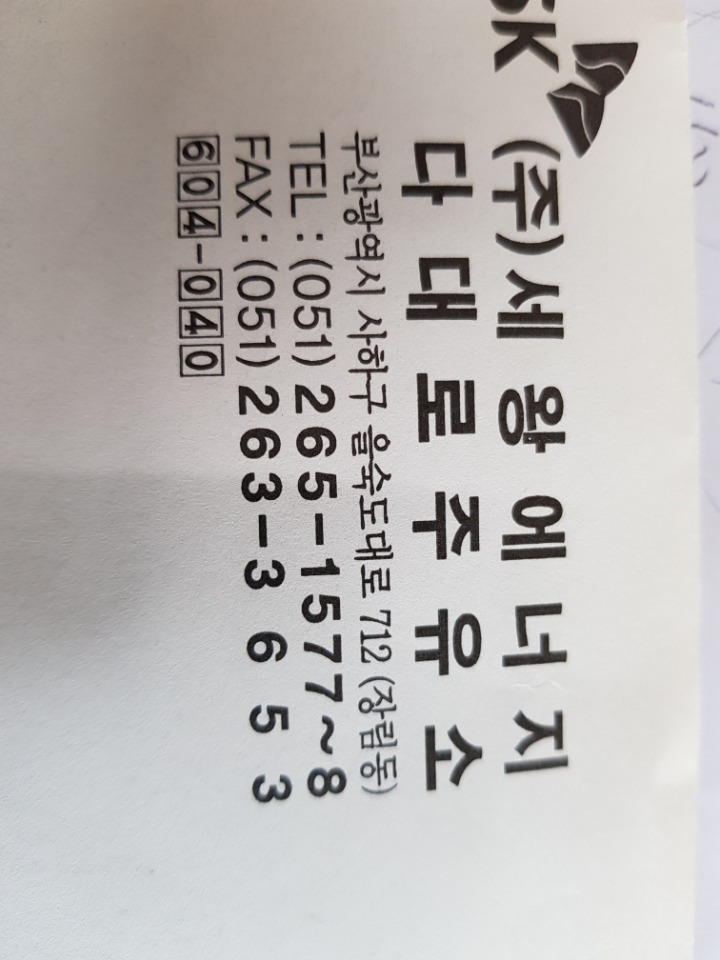 SK
(주)세왕에너지
다대로주유소
부산광역시 사하구 을숙도대로 712 (장림동)
TEL : (051) 265-1577~8
FAX : (051) 263-3653
604-040